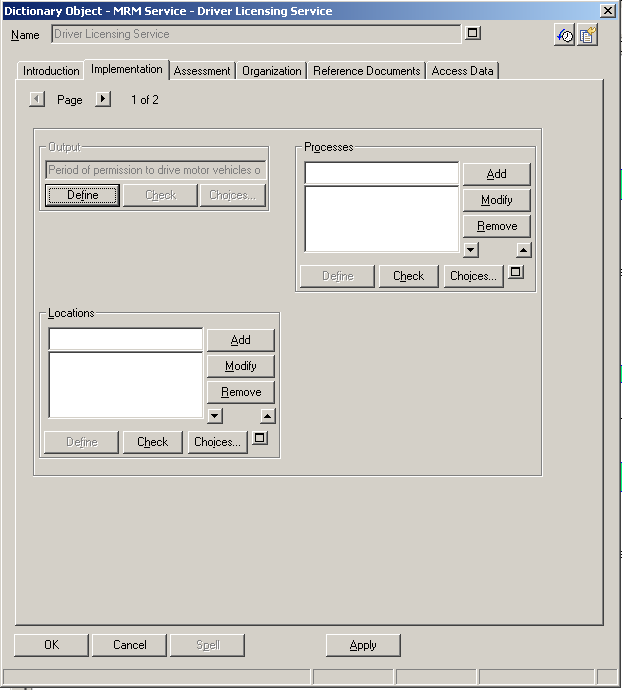 Dictionary Object - MRM Service - Driver Licensing Service
Name Driver Licensing Service
Introduction Implementation Assessment Organization Reference Documents Access Data
Page 1 of 2
Output
Period of permission to drive motor vehicles o
Define Check Choices...
Processes
Add
Modify
Remove
Define Check Choices...
Locations
Add
Modify
Remove
Define Check Choices...
OK Cancel Spell Apply